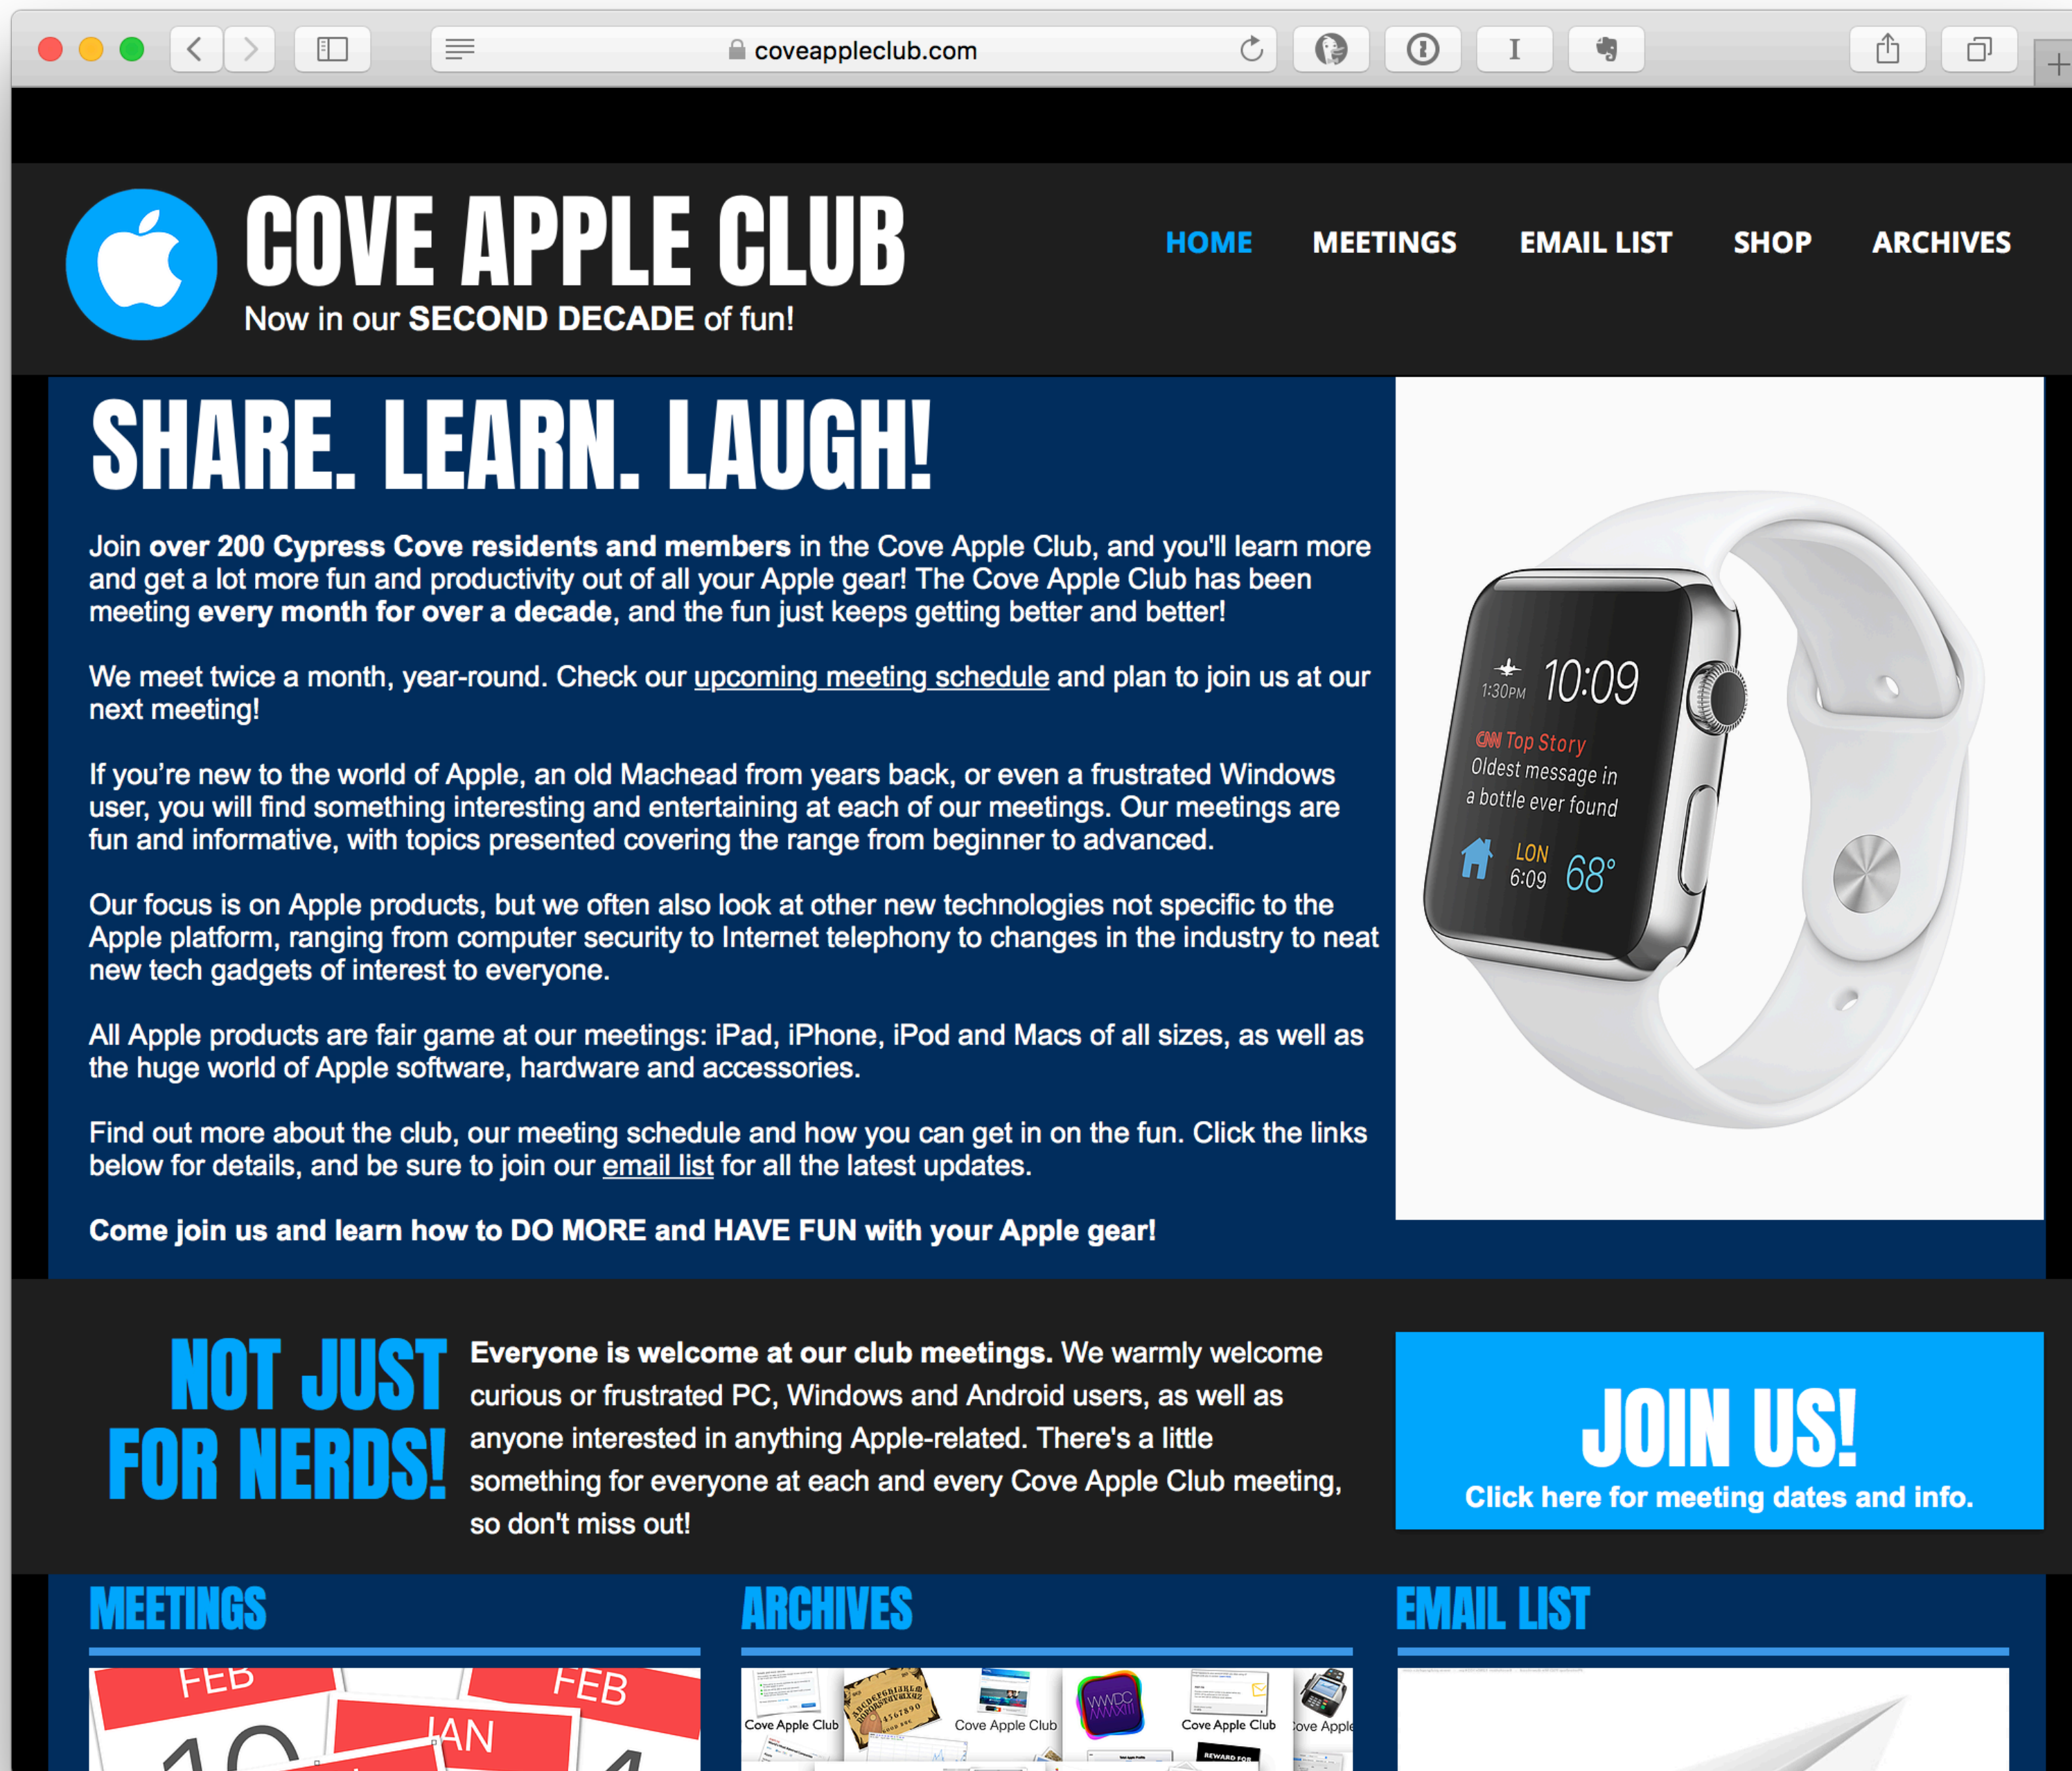 coveappleclub.com
COVE APPLE CLUB
Now in our SECOND DECADE of fun!
HOME MEETINGS EMAIL LIST SHOP ARCHIVES
SHARE. LEARN. LAUGH!
Join over 200 Cypress Cove residents and members in the Cove Apple Club, and you'll learn more
and get a lot more fun and productivity out of all your Apple gear! The Cove Apple Club has been
meeting every month for over a decade, and the fun just keeps getting better and better!
We meet twice a month, year-round. Check our upcoming meeting schedule and plan to join us at our
next meeting!
If you’re new to the world of Apple, an old Machead from years back, or even a frustrated Windows
user, you will find something interesting and entertaining at each of our meetings. Our meetings are
fun and informative, with topics presented covering the range from beginner to advanced.
Our focus is on Apple products, but we often also look at other new technologies not specific to the
Apple platform, ranging from computer security to Internet telephony to changes in the industry to neat
new tech gadgets of interest to everyone.
All Apple products are fair game at our meetings: iPad, iPhone, iPod and Macs of all sizes, as well as
the huge world of Apple software, hardware and accessories.
Find out more about the club, our meeting schedule and how you can get in on the fun. Click the links
below for details, and be sure to join our email list for all the latest updates.
Come join us and learn how to DO MORE and HAVE FUN with your Apple gear!
1:30PM 10:09
CNN Top Story
Oldest message in
a bottle ever found
LON
6:09 68°
NOT JUST
FOR NERDS!
Everyone is welcome at our club meetings. We warmly welcome
curious or frustrated PC, Windows and Android users, as well as
anyone interested in anything Apple-related. There's a little
something for everyone at each and every Cove Apple Club meeting,
so don't miss out!
JOIN US!
Click here for meeting dates and info.
MEETINGS
ARCHIVES
EMAIL LIST
FEB
FEB
JAN
WWDC
Cove Apple Club
Cove Apple Club
Cove Apple Club
REWARD FOR